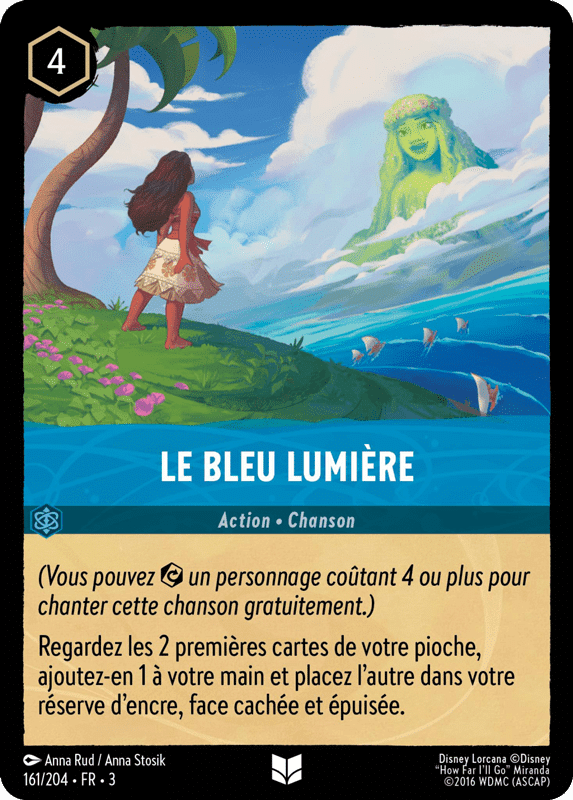 4
LE BLEU LUMIÈRE
Action • Chanson
(Vous pouvez un personnage coûtant 4 ou plus pour
chanter cette chanson gratuitement.)
Regardez les 2 premières cartes de votre pioche,
ajoutez-en 1 à votre main et placez l’autre dans votre
réserve d’encre, face cachée et épuisée.
Anna Rud / Anna Stosik
161/204 • FR • 3
Disney Lorcana ©Disney
“How Far I’ll Go” Miranda
©2016 WDMC (ASCAP)